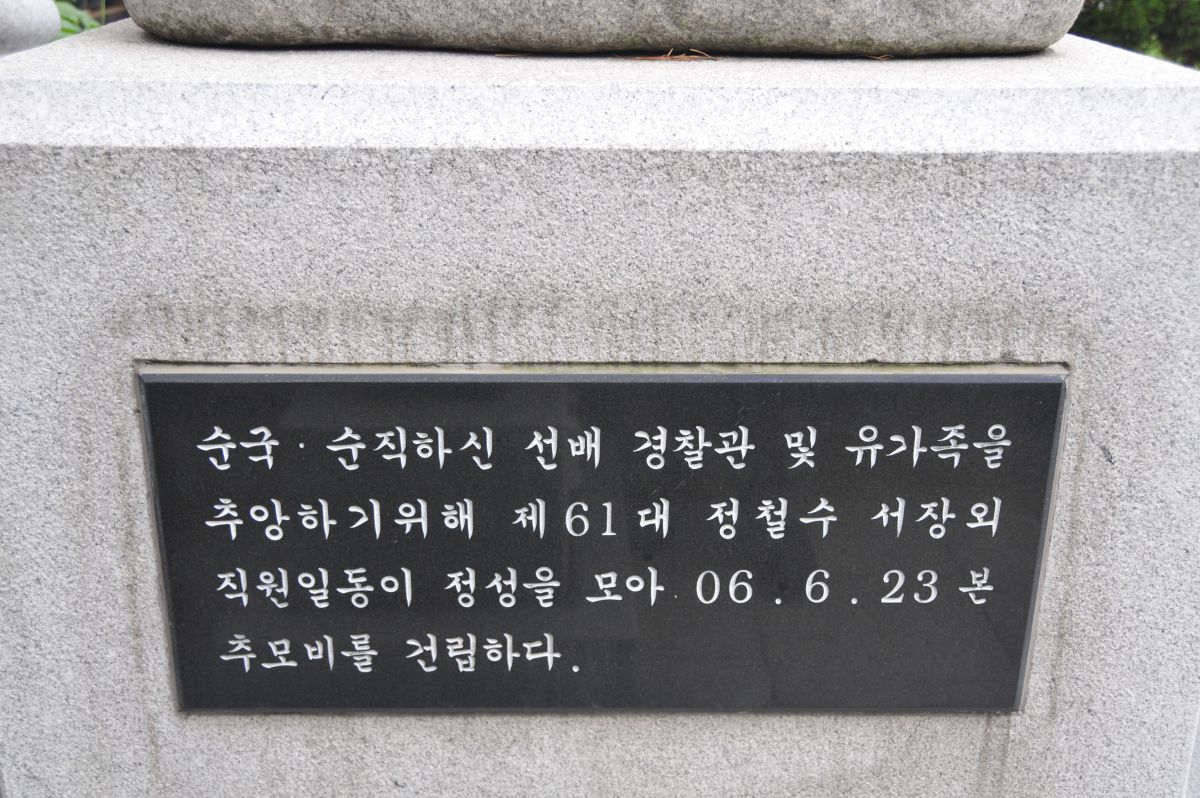 순국 · 순직하신 선배 경찰관 및 유가족을
추앙하기위해 제61대 정철수 서장외
직원일동이 정성을 모아 06.6.23 본
추모비를 건립하다.